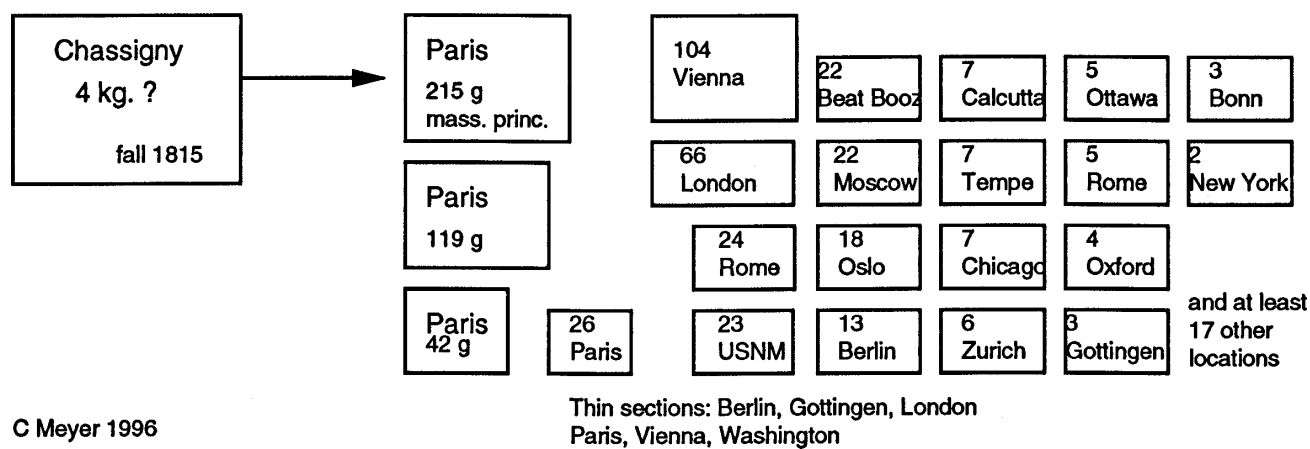 Chassigny
4 kg. ?
fall 1815
Paris
215 g
mass. princ.
Paris
119 g
Paris
42 g
26
Paris
104
Vienna
66
London
24
Rome
23
USNM
22
Beat Booz
22
Moscow
18
Oslo
13
Berlin
7
Calcutta
7
Tempe
7
Chicago
6
Zurich
5
Ottawa
5
Rome
4
Oxford
3
Gottingen
3
Bonn
2
New York
and at least
17 other
locations
Thin sections: Berlin, Gottingen, London
Paris, Vienna, Washington
C Meyer 1996